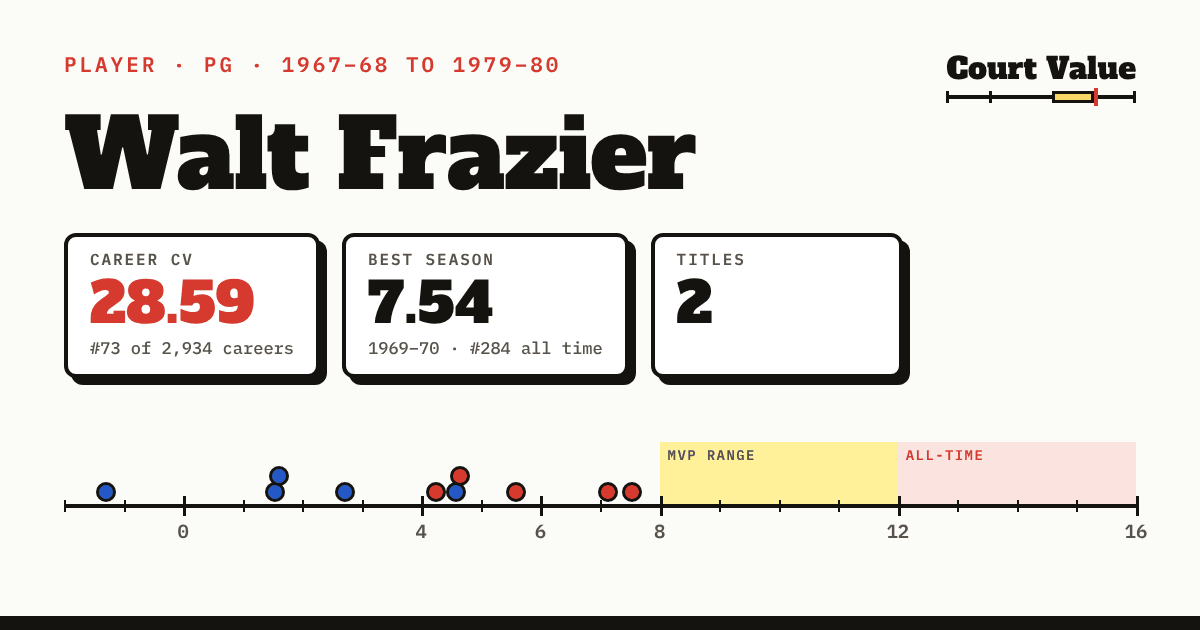 PLAYER · PG · 1967–68 TO 1979–80
Court Value
Walt Frazier
CAREER CV
28.59
#73 of 2,934 careers
BEST SEASON
7.54
1969–70 · #284 all time
TITLES
2
MVP RANGE
ALL-TIME
0 4 6 8 12 16